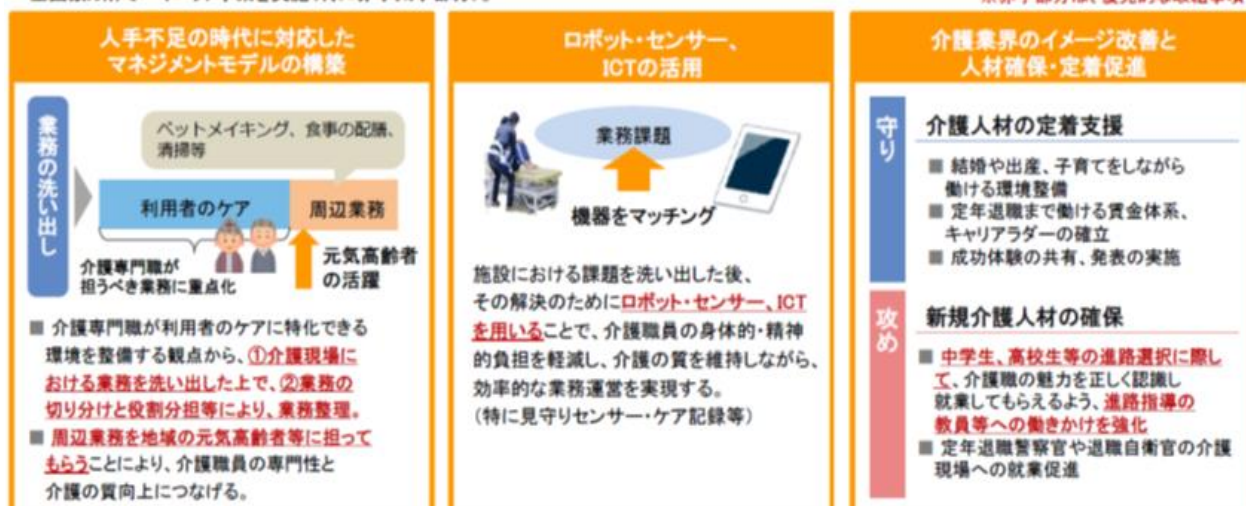 人手不足の時代に対応した
マネジメントモデルの構築
業務の洗い出し
ベットメイキング、食事の配膳、
清掃等
利用者のケア
周辺業務
介護専門職が
担うべき業務に重点化
元気高齢者
の活躍
■ 介護専門職が利用者のケアに特化できる
環境を整備する観点から、①介護現場に
おける業務を洗い出した上で、②業務の
切り分けと役割分担等により、業務整理。
■ 周辺業務を地域の元気高齢者等に担って
もらうことにより、介護職員の専門性と
介護の質向上につなげる。
ロボット・センサー、
ICTの活用
業務課題
機器をマッチング
施設における課題を洗い出した後、
その解決のためにロボット・センサー、ICT
を用いることで、介護職員の身体的・精神
的負担を軽減し、介護の質を維持しながら、
効率的な業務運営を実現する。
(特に見守りセンサー・ケア記録等)
介護業界のイメージ改善と
人材確保・定着促進
守り
介護人材の定着支援
■ 結婚や出産、子育てをしながら
働ける環境整備
■ 定年退職まで働ける賃金体系、
キャリアラダーの確立
■ 成功体験の共有、発表の実施
攻め
新規介護人材の確保
■ 中学生、高校生等の進路選択に際し
て、介護職の魅力を正しく認識し
就業してもらえるよう、進路指導の
教員等への働きかけを強化
■ 定年退職警察官や退職自衛官の介護
現場への就業促進